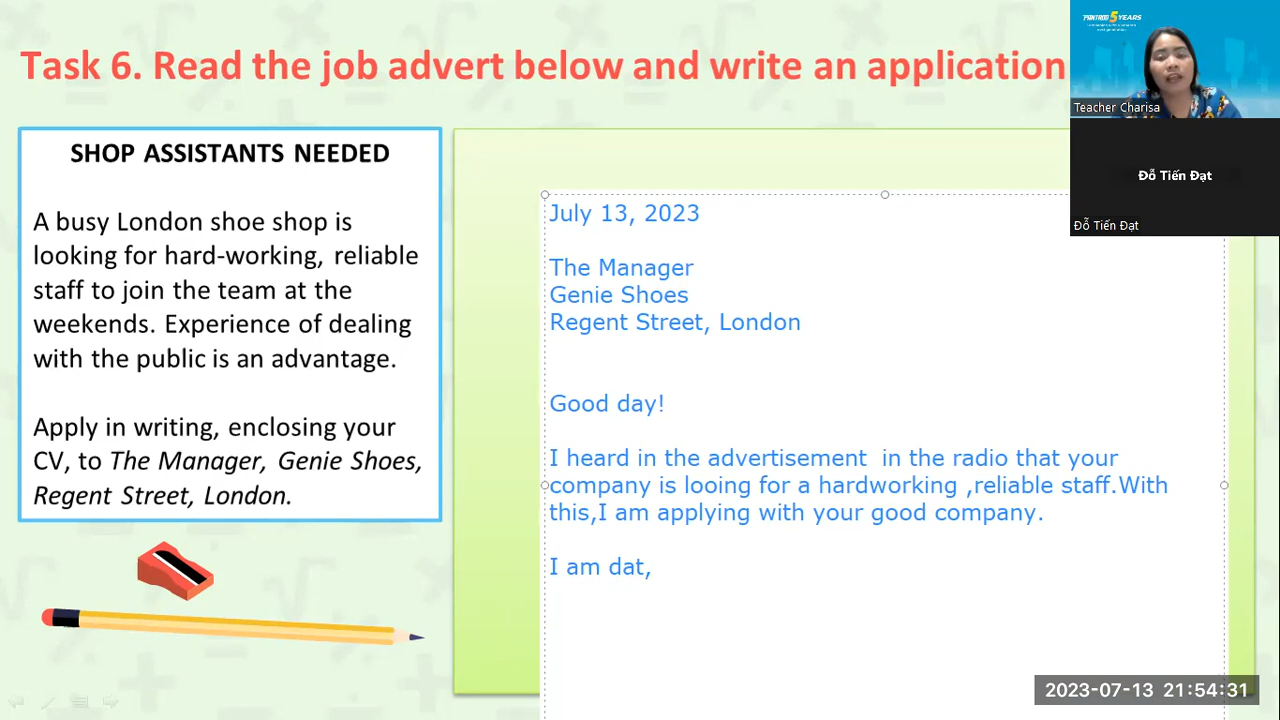 Task 6. Read the job advert below and write an application
SHOP ASSISTANTS NEEDED
A busy London shoe shop is
looking for hard-working, reliable
staff to join the team at the
weekends. Experience of dealing
with the public is an advantage.
Apply in writing, enclosing your
CV, to The Manager, Genie Shoes,
Regent Street, London.
July 13, 2023
The Manager
Genie Shoes
Regent Street, London
Good day!
I heard in the advertisement  in the radio that your
company is looing for a hardworking ,reliable staff.With
this,I am applying with your good company.
I am dat,
5 YEARS
Teacher Charisa
Đỗ Tiến Đạt
Đỗ Tiến Đạt
2023-07-13 21:54:31